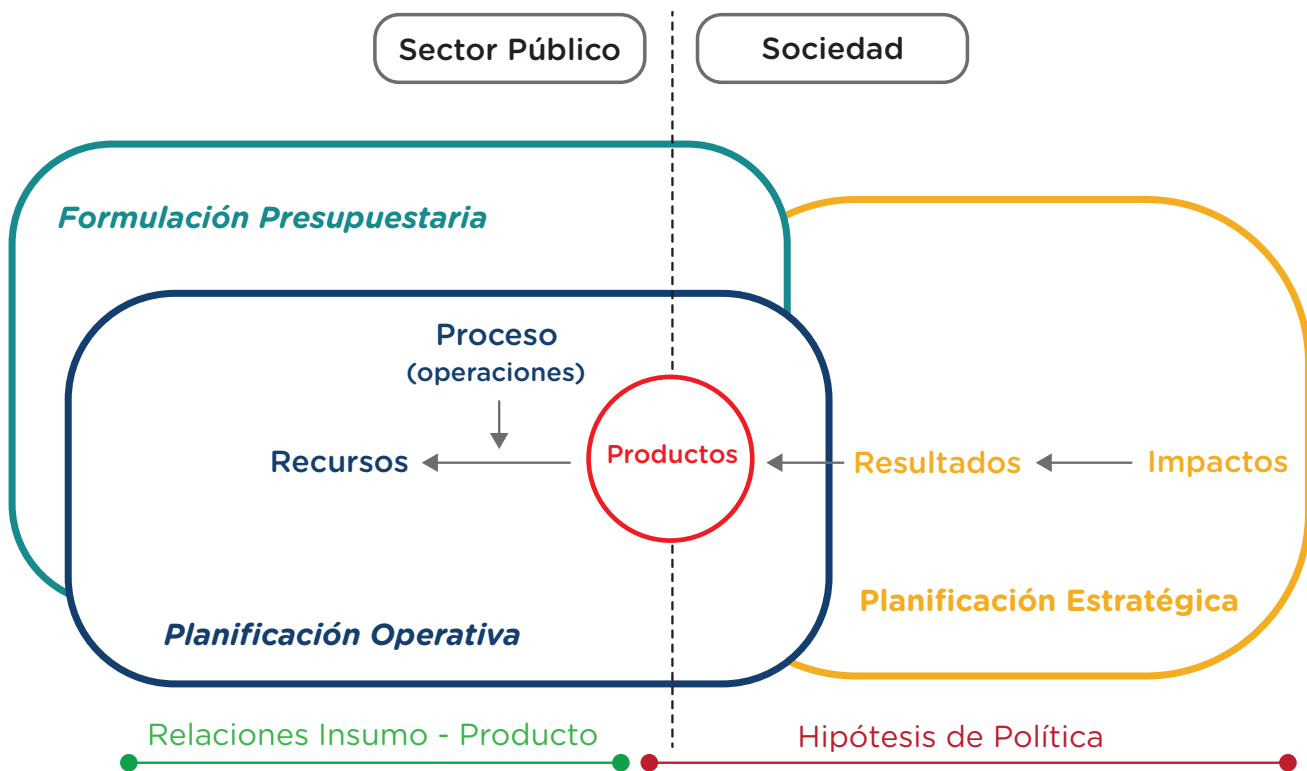 Sector Público
Sociedad
Formulación Presupuestaria
Proceso
(operaciones)
Recursos
Productos
Resultados
Impactos
Planificación Estratégica
Planificación Operativa
Relaciones Insumo - Producto
Hipótesis de Política